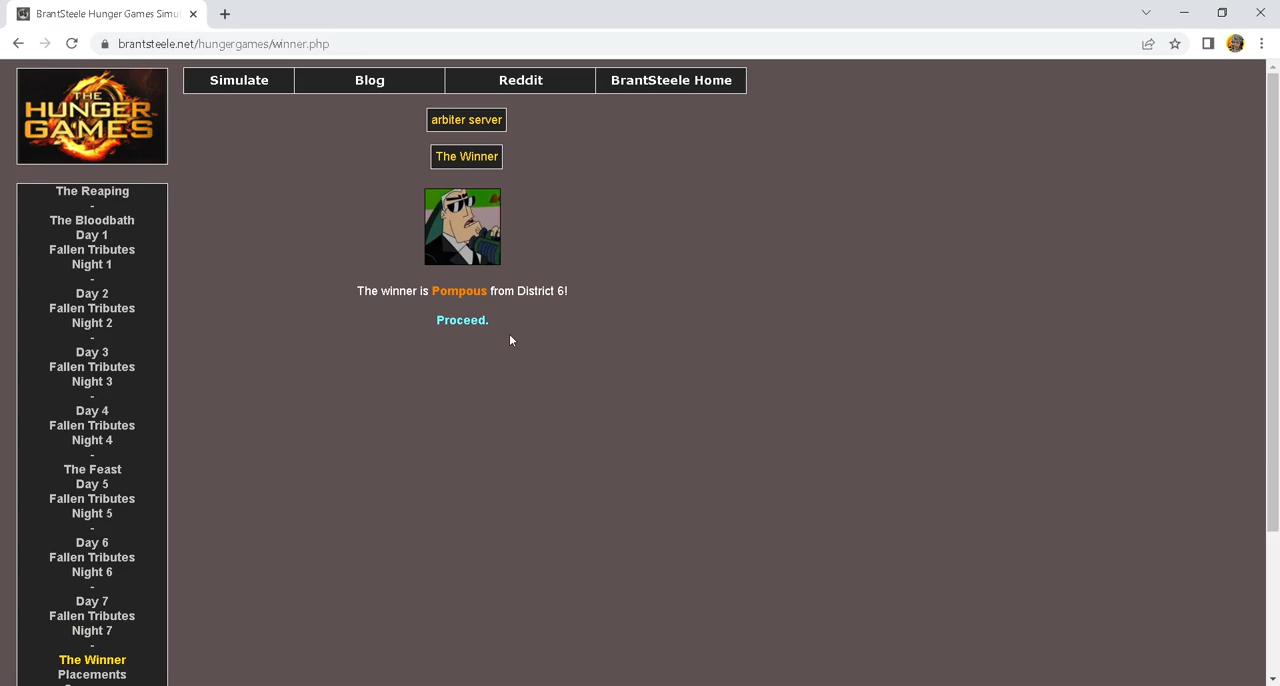 BrantSteele Hunger Games Simu
brantsteele.net/hungergames/winner.php
THE
HUNGER
GAMES
Simulate
Blog
Reddit
BrantSteele Home
arbiter server
The Winner
The winner is Pompous from District 6!
Proceed.
The Reaping
-
The Bloodbath
Day 1
Fallen Tributes
Night 1
-
Day 2
Fallen Tributes
Night 2
-
Day 3
Fallen Tributes
Night 3
-
Day 4
Fallen Tributes
Night 4
-
The Feast
Day 5
Fallen Tributes
Night 5
-
Day 6
Fallen Tributes
Night 6
-
Day 7
Fallen Tributes
Night 7
-
The Winner
Placements